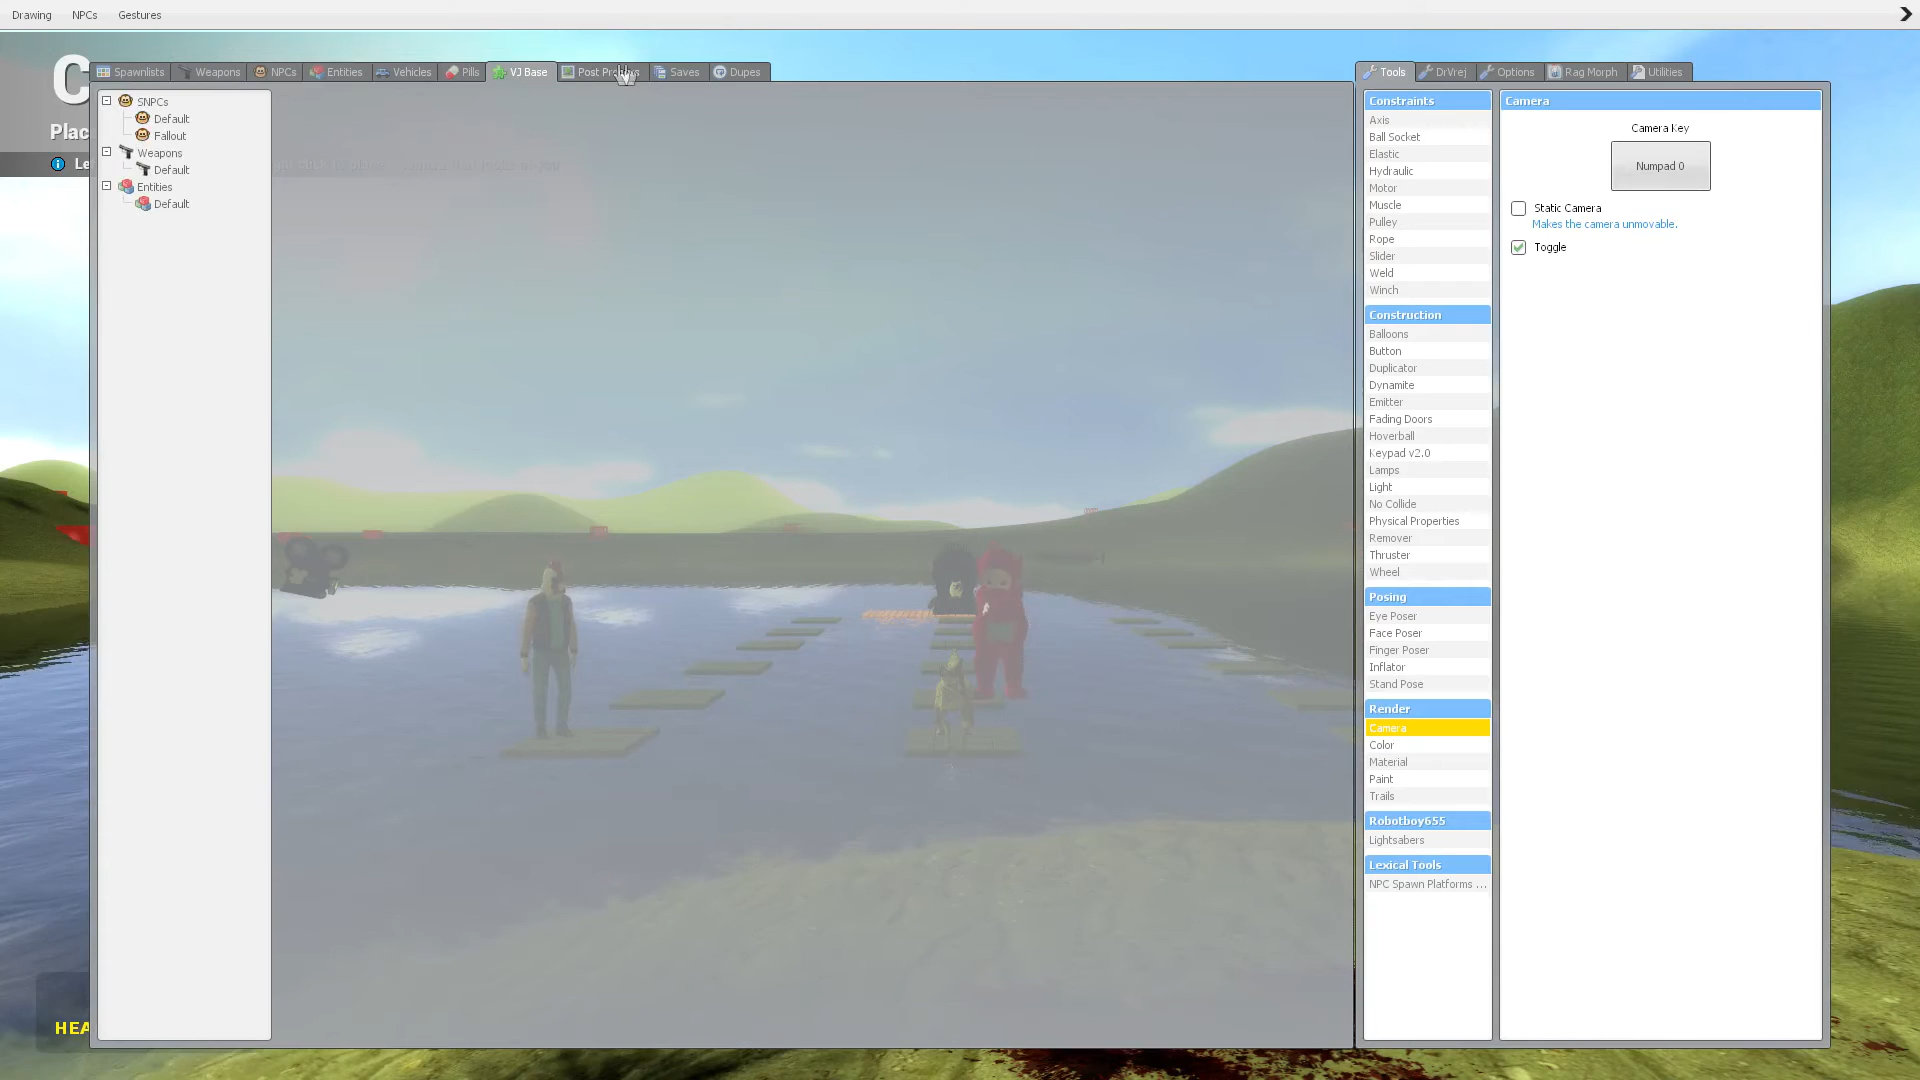 Drawing NPCs Gestures
C
Spawnlists Weapons NPCs Entities Vehicles Pills VJ Base Post Process Saves Dupes
Tools DrVrej Options Rag Morph Utilities
Plac
Le
SNPCs
Default
Fallout
Weapons
Default
Entities
Default
HEA
Constraints
Axis
Ball Socket
Elastic
Hydraulic
Motor
Muscle
Pulley
Rope
Slider
Weld
Winch
Construction
Balloons
Button
Duplicator
Dynamite
Emitter
Fading Doors
Hoverball
Keypad v2.0
Lamps
Light
No Collide
Physical Properties
Remover
Thruster
Wheel
Posing
Eye Poser
Face Poser
Finger Poser
Inflator
Stand Pose
Render
Camera
Color
Material
Paint
Trails
Robotboy655
Lightsabers
Lexical Tools
NPC Spawn Platforms ...
Camera
Camera Key
Numpad 0
Static Camera
Makes the camera unmovable.
Toggle